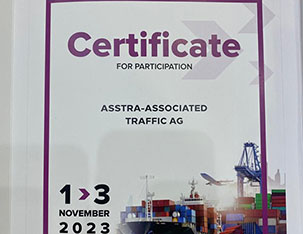 Certificate
FOR PARTICIPATION
ASSTRA-ASSOCIATED
TRAFFIC AG
1>3
NOVEMBER
2023